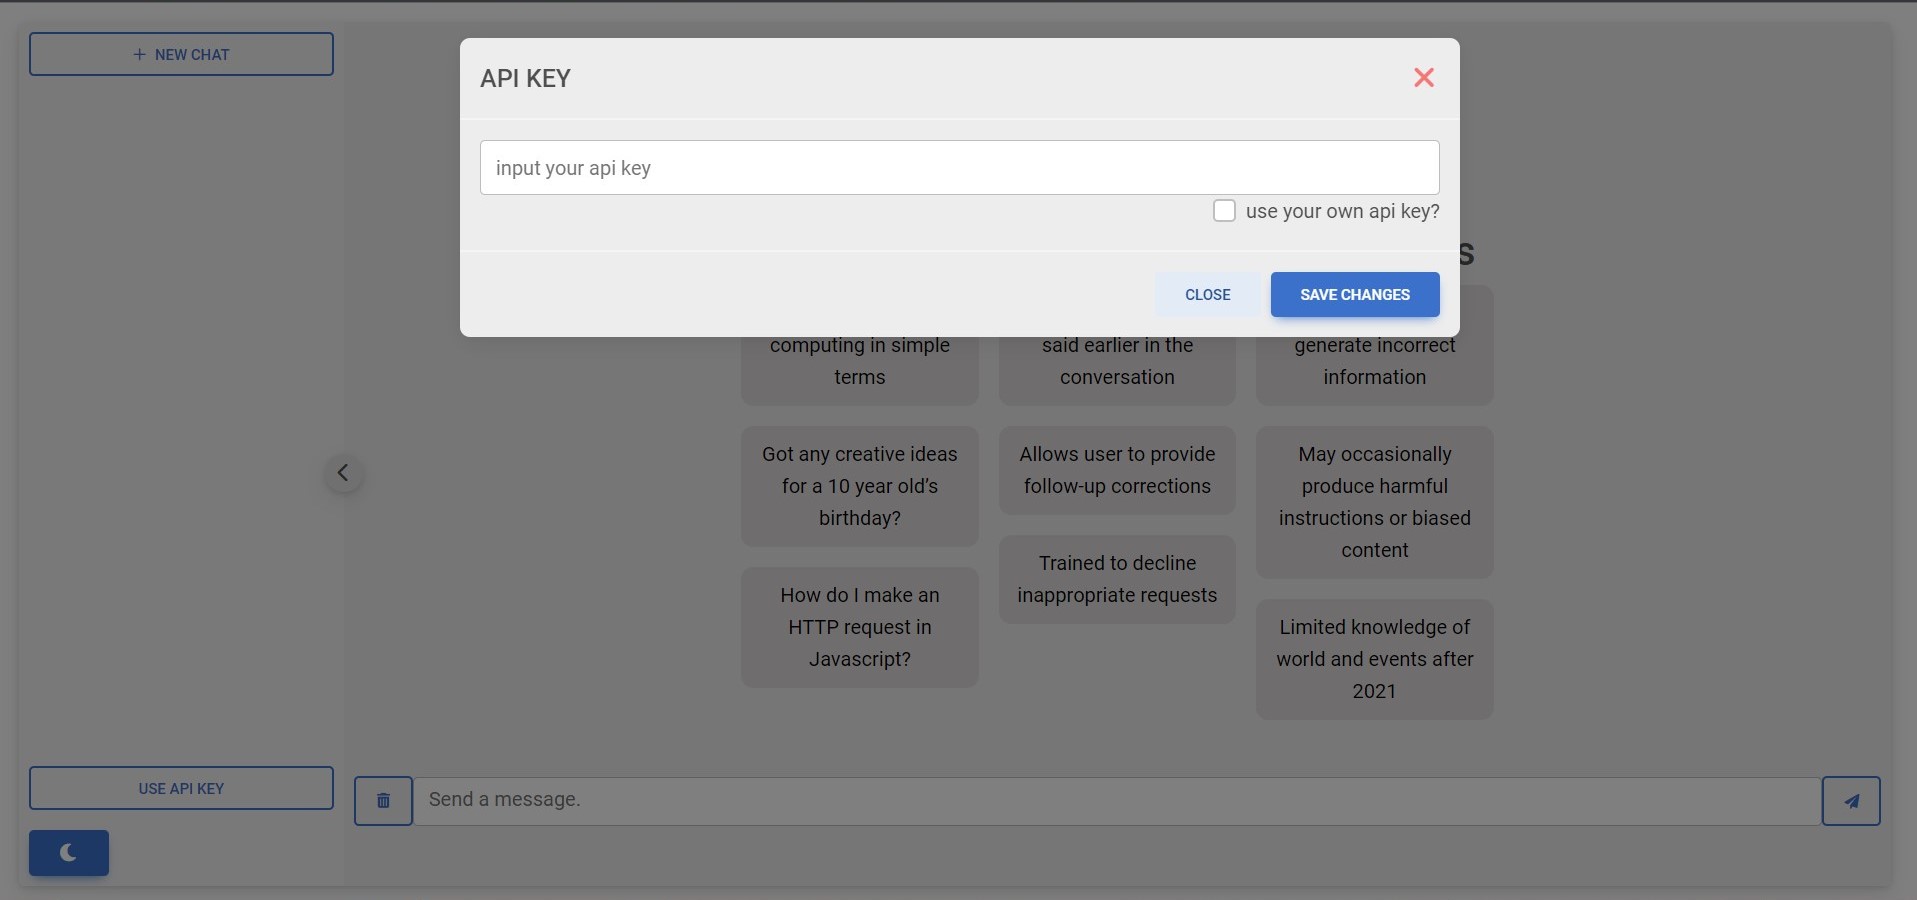 NEW CHAT
API KEY
input your api key
use your own api key?
CLOSE
SAVE CHANGES
computing in simple
terms
said earlier in the
conversation
generate incorrect
information
Got any creative ideas
for a 10 year old’s
birthday?
Allows user to provide
follow-up corrections
May occasionally
produce harmful
instructions or biased
content
How do I make an
HTTP request in
Javascript?
Trained to decline
inappropriate requests
Limited knowledge of
world and events after
2021
USE API KEY
Send a message.